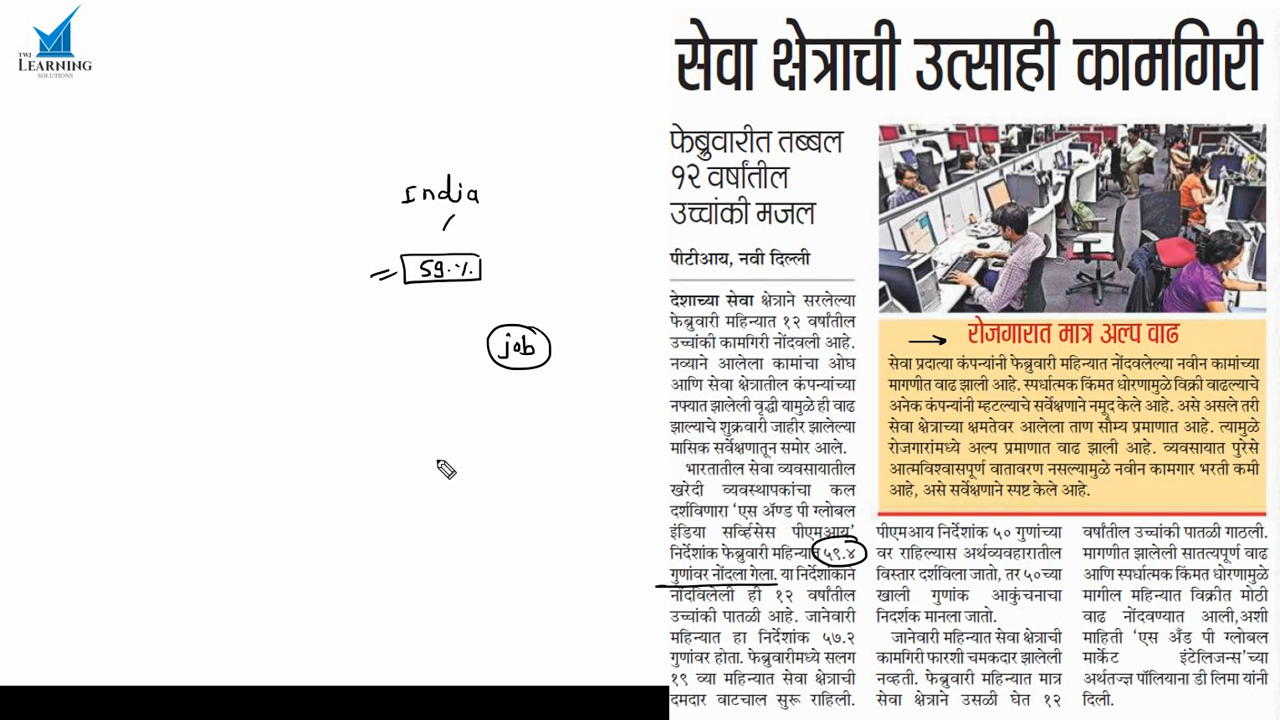 TWJ
LEARNING
SOLUTIONS
India
59.%
job
सेवा क्षेत्राची उत्साही कामगिरी
फेब्रुवारीत तब्बल
१२ वर्षांतील
उच्चांकी मजल
पीटीआय, नवी दिल्ली
देशाच्या सेवा क्षेत्राने सरलेल्या
फेब्रुवारी महिन्यात १२ वर्षांतील
उच्चांकी कामगिरी नोंदवली आहे.
नव्याने आलेला कामांचा ओघ
आणि सेवा क्षेत्रातील कंपन्यांच्या
नफ्यात झालेली वृद्धी यामुळे ही वाढ
झाल्याचे शुक्रवारी जाहीर झालेल्या
मासिक सर्वेक्षणातून समोर आले.
भारतातील सेवा व्यवसायातील
खरेदी व्यवस्थापकांचा कल
दर्शविणारा ‘एस अ‍ॅण्ड पी ग्लोबल
इंडिया सर्व्हिसेस पीएमआय’
निर्देशांक फेब्रुवारी महिन्यात ५९.४
गुणांवर नोंदला गेला. या निर्देशांकाने
नोंदविलेली ही १२ वर्षांतील
उच्चांकी पातळी आहे. जानेवारी
महिन्यात हा निर्देशांक ५७.२
गुणांवर होता. फेब्रुवारीमध्ये सलग
१९ व्या महिन्यात सेवा क्षेत्राची
दमदार वाटचाल सुरू राहिली.
रोजगारात मात्र अल्प वाढ
सेवा प्रदात्या कंपन्यांनी फेब्रुवारी महिन्यात नोंदवलेल्या नवीन कामांच्या
मागणीत वाढ झाली आहे. स्पर्धात्मक किंमत धोरणामुळे विक्री वाढल्याचे
अनेक कंपन्यांनी म्हटल्याचे सर्वेक्षणाने नमूद केले आहे. असे असले तरी
सेवा क्षेत्राच्या क्षमतेवर आलेला ताण सौम्य प्रमाणात आहे. त्यामुळे
रोजगारांमध्ये अल्प प्रमाणात वाढ झाली आहे. व्यवसायात पुरेसे
आत्मविश्वासपूर्ण वातावरण नसल्यामुळे नवीन कामगार भरती कमी
आहे, असे सर्वेक्षणाने स्पष्ट केले आहे.
पीएमआय निर्देशांक ५० गुणांच्या
वर राहिल्यास अर्थव्यवहारातील
विस्तार दर्शविला जातो, तर ५०च्या
खाली गुणांक आकुंचनाचा
निदर्शक मानला जातो.
जानेवारी महिन्यात सेवा क्षेत्राची
कामगिरी फारशी चमकदार झालेली
नव्हती. फेब्रुवारी महिन्यात मात्र
सेवा क्षेत्राने उसळी घेत १२
वर्षांतील उच्चांकी पातळी गाठली.
मागणीत झालेली सातत्यपूर्ण वाढ
आणि स्पर्धात्मक किंमत धोरणामुळे
मागील महिन्यात विक्रीत मोठी
वाढ नोंदवण्यात आली,अशी
माहिती ‘एस अँड पी ग्लोबल
मार्केट इंटेलिजन्स’च्या
अर्थतज्ज्ञ पॉलियाना डी लिमा यांनी
दिली.